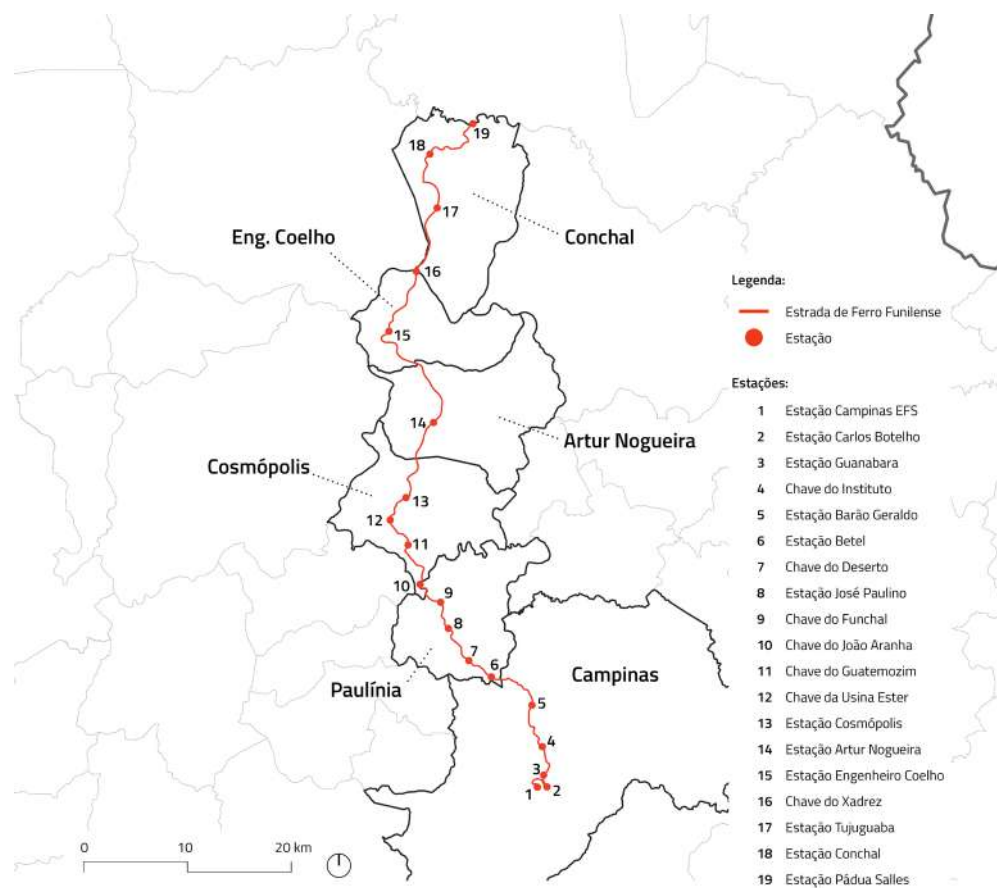 19
18
17
Eng. Coelho
Conchal
16
15
14
Artur Nogueira
Cosmópolis
13
12
11
10
9
8
7
6
Paulínia
Campinas
5
4
3
1
2
0 10 20 km
Legenda:
Estrada de Ferro Funilense
Estação
Estações:
1 Estação Campinas EFS
2 Estação Carlos Botelho
3 Estação Guanabara
4 Chave do Instituto
5 Estação Barão Geraldo
6 Estação Betel
7 Chave do Deserto
8 Estação José Paulino
9 Chave do Funchal
10 Chave do João Aranha
11 Chave do Guatemozim
12 Chave da Usina Ester
13 Estação Cosmópolis
14 Estação Artur Nogueira
15 Estação Engenheiro Coelho
16 Chave do Xadrez
17 Estação Tujuguaba
18 Estação Conchal
19 Estação Pádua Salles